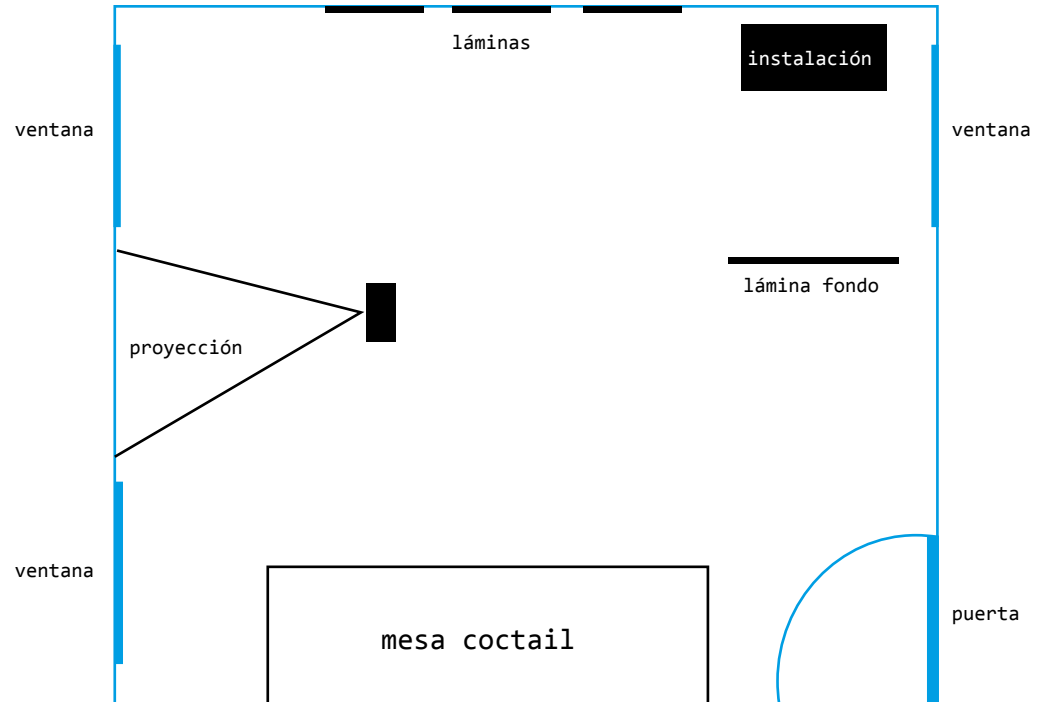 láminas
instalación
ventana
ventana
lámina fondo
proyección
ventana
puerta
mesa coctail